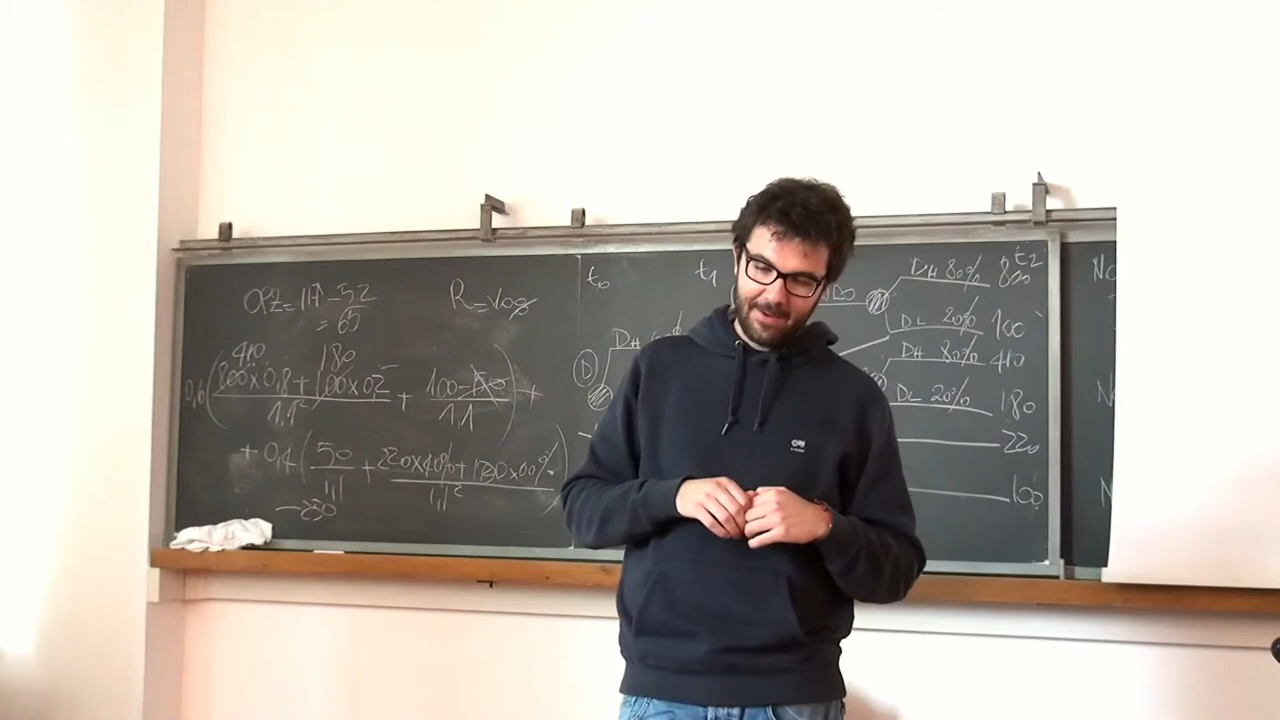 OPZ = 117 - 52
= 65
410 180
0,6 ( 800 x 0,8 + 100 x 0,2 / 1.1² + 100 - 150 / 1,1 ) +
+ 0,4 ( 50 / 1,1 + 220 x 40% + 130 x 60% / 1,1² )
- 230
t₀ t₁ t₂
DH 80% 800
DL 20% 100
DH
DH 80% 410
D
DL 20% 180
220
100
N
N